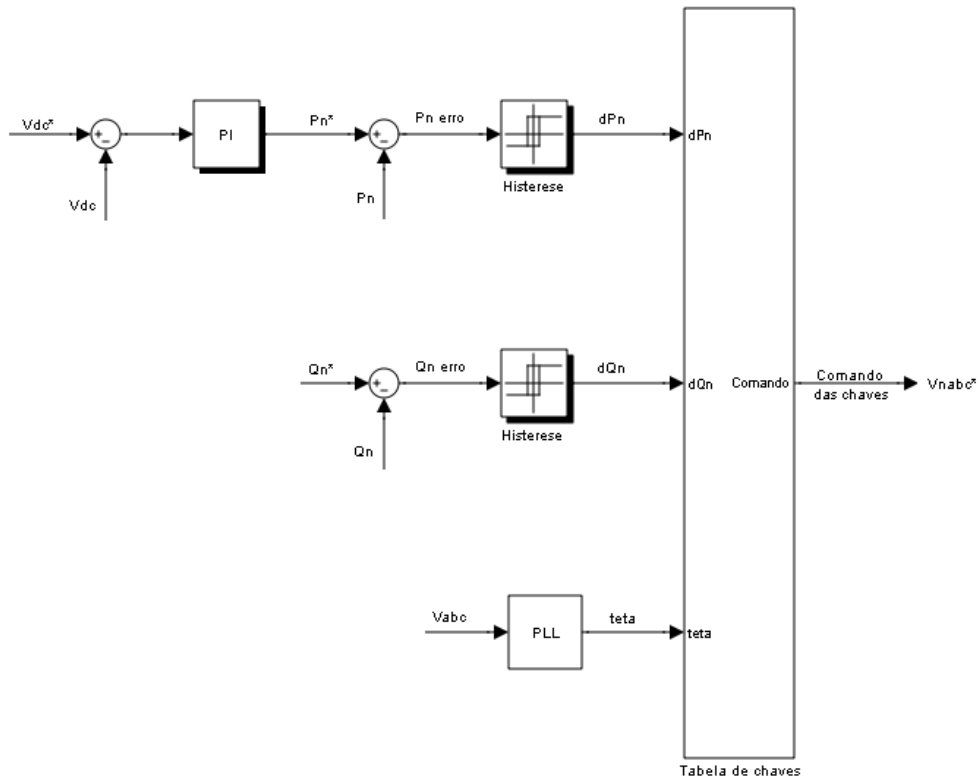 Vdc*
+
-
Vdc
PI
Pn*
+
-
Pn
Pn erro
Histerese
dPn
dPn
Qn*
+
-
Qn
Qn erro
Histerese
dQn
dQn
Comando
Comando
das chaves
Vnabc*
Vabc
PLL
teta
teta
Tabela de chaves